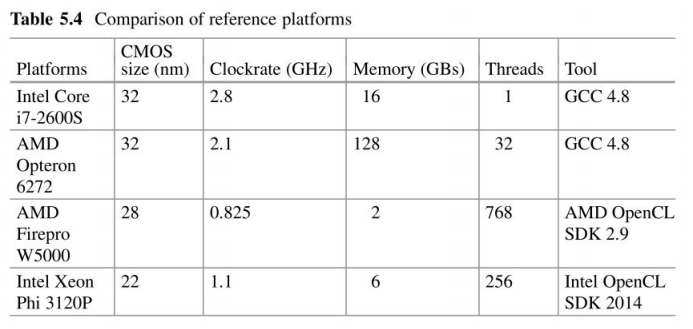 Table 5.4 Comparison of reference platforms
CMOS
Platforms size (nm) Clockrate (GHz) Memory (GBs) Threads Tool
Intel Core 32 2.8 16 1 GCC 4.8
i7-2600S
AMD 32 2.1 128 32 GCC 4.8
Opteron
6272
AMD 28 0.825 2 768 AMD OpenCL
Firepro SDK 2.9
W5000
Intel Xeon 22 1.1 6 256 Intel OpenCL
Phi 3120P SDK 2014